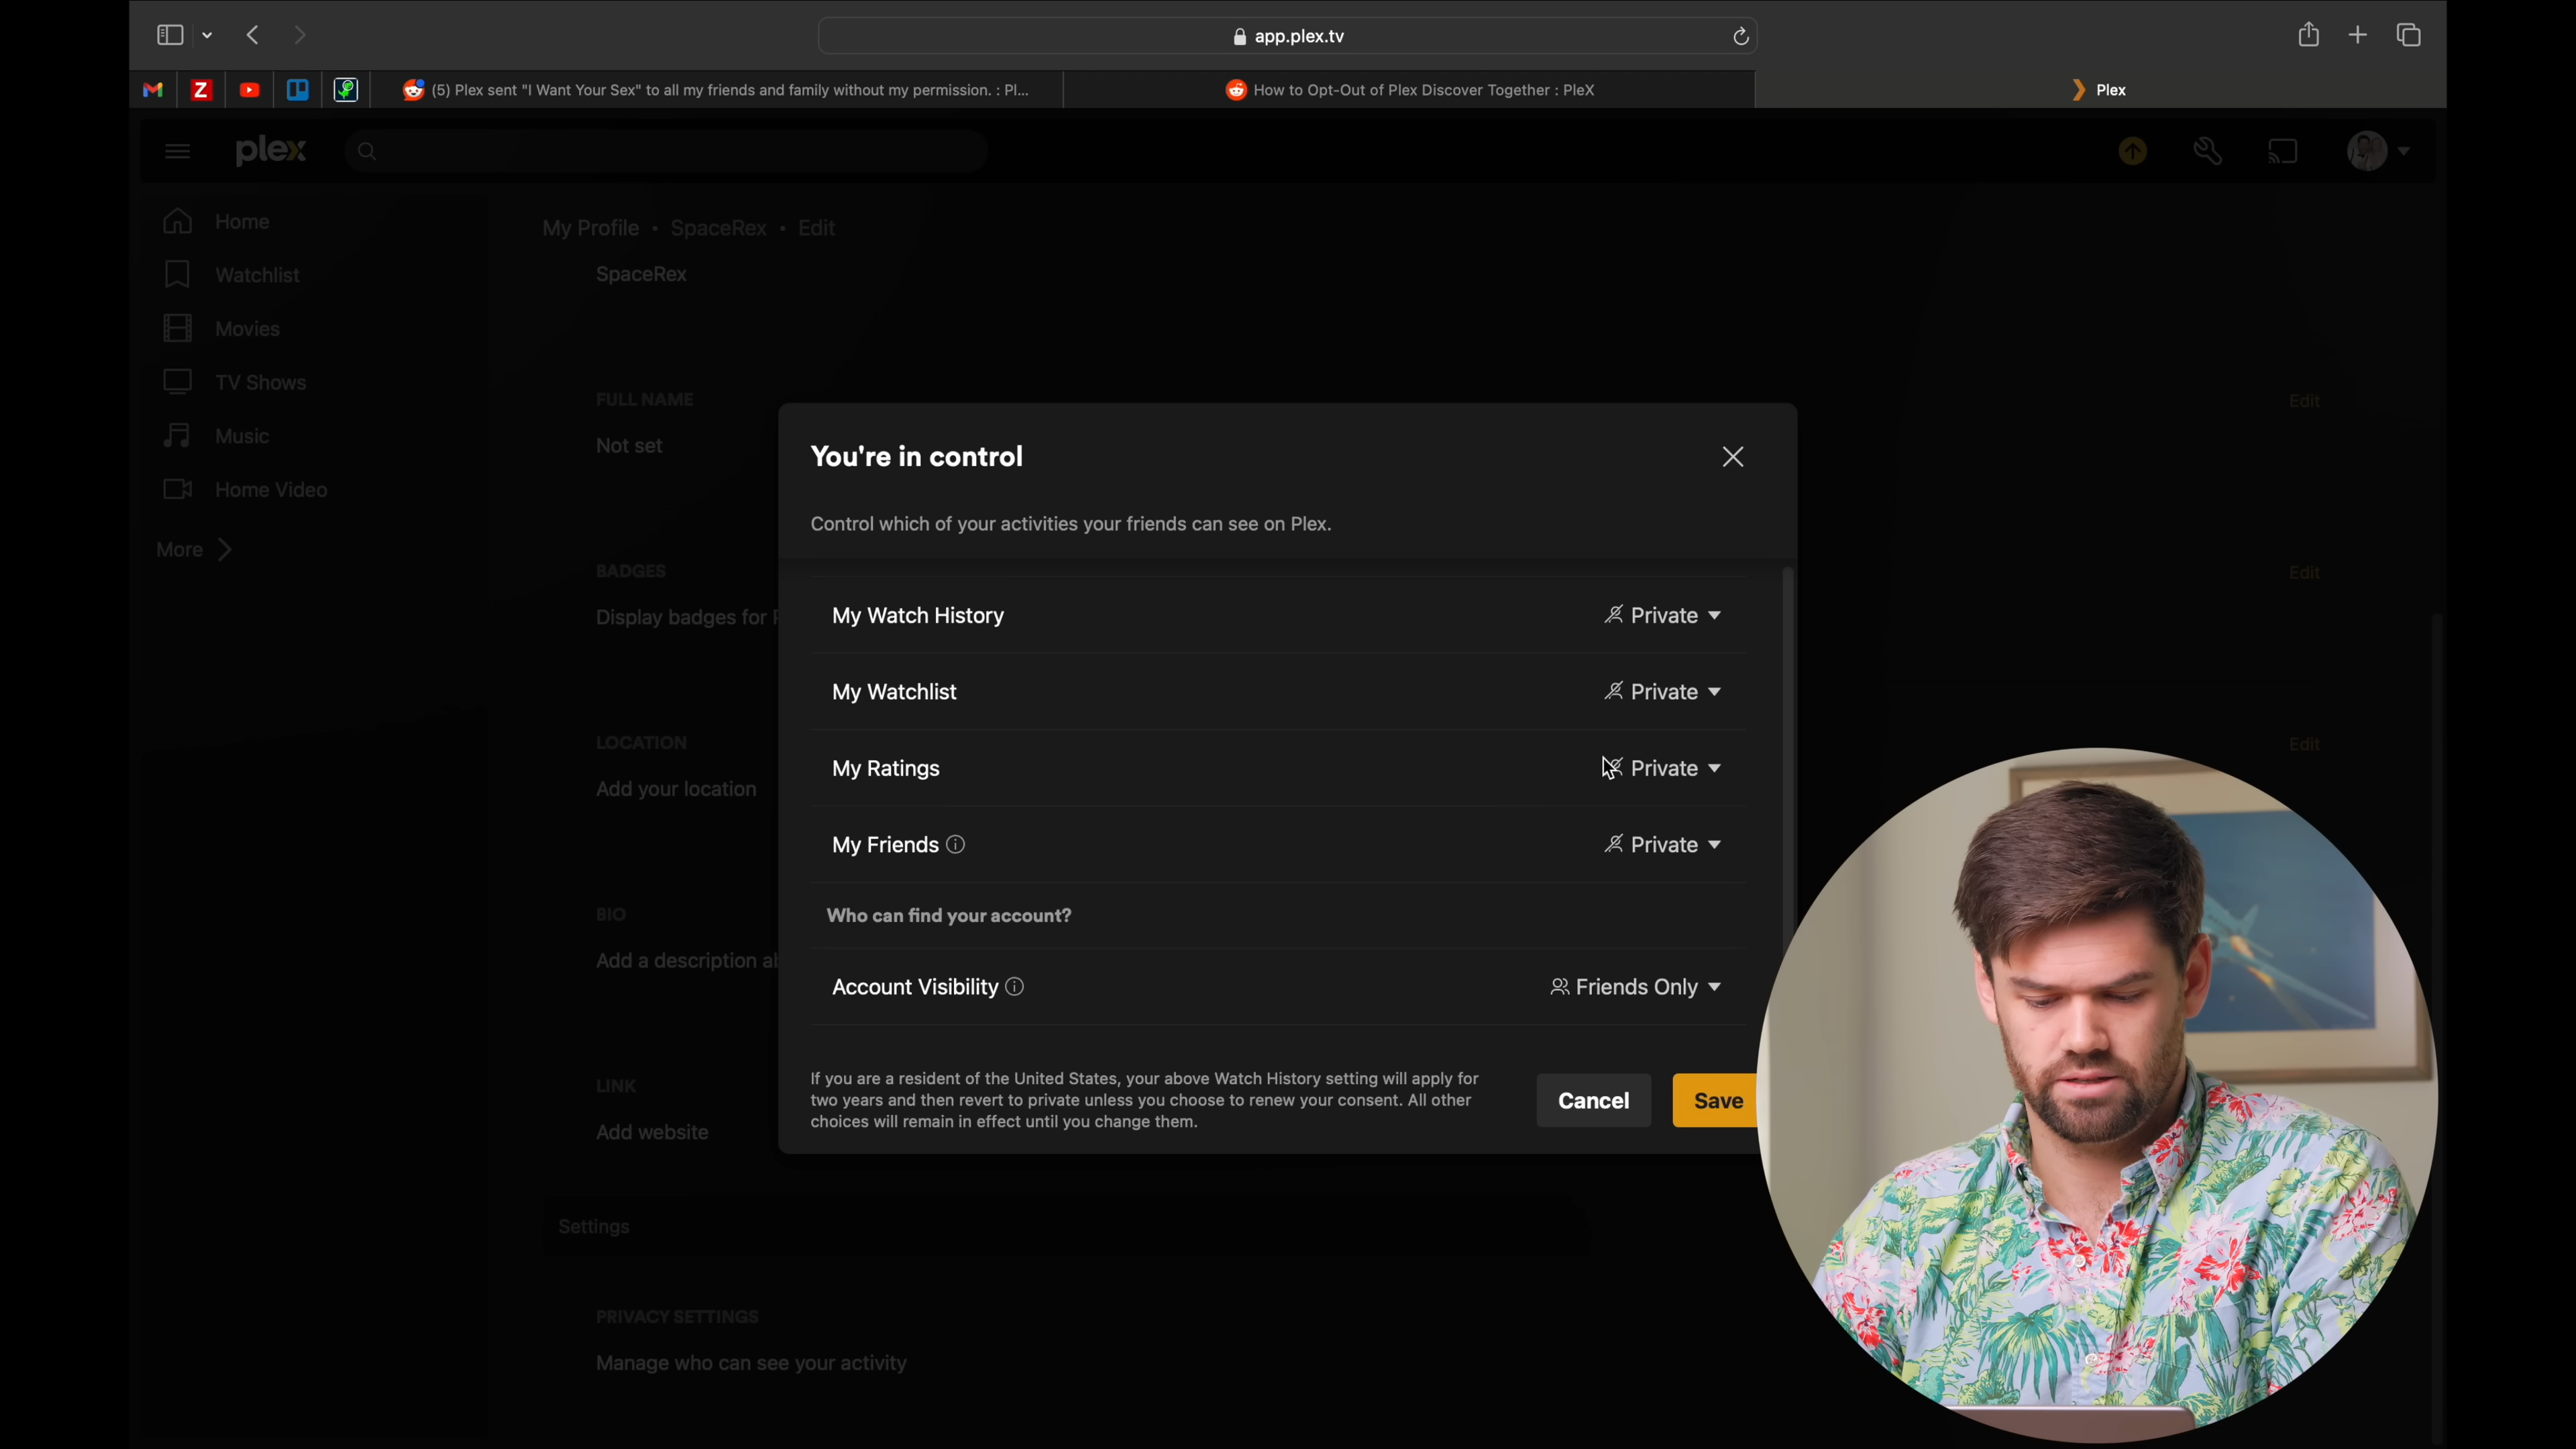 app.plex.tv
Z
(5) Plex sent "I Want Your Sex" to all my friends and family without my permission. : Pl...
How to Opt-Out of Plex Discover Together : PleX
Plex
plex
Home
Watchlist
Movies
TV Shows
Music
Home Video
More
My Profile • SpaceRex • Edit
SpaceRex
FULL NAME
Edit
Not set
BADGES
Edit
Display badges for
LOCATION
Edit
Add your location
BIO
Add a description
LINK
Add website
Settings
PRIVACY SETTINGS
Manage who can see your activity
You're in control
Control which of your activities your friends can see on Plex.
My Watch History
Private
My Watchlist
Private
My Ratings
Private
My Friends
Private
Who can find your account?
Account Visibility
Friends Only
If you are a resident of the United States, your above Watch History setting will apply for
two years and then revert to private unless you choose to renew your consent. All other
choices will remain in effect until you change them.
Cancel
Save